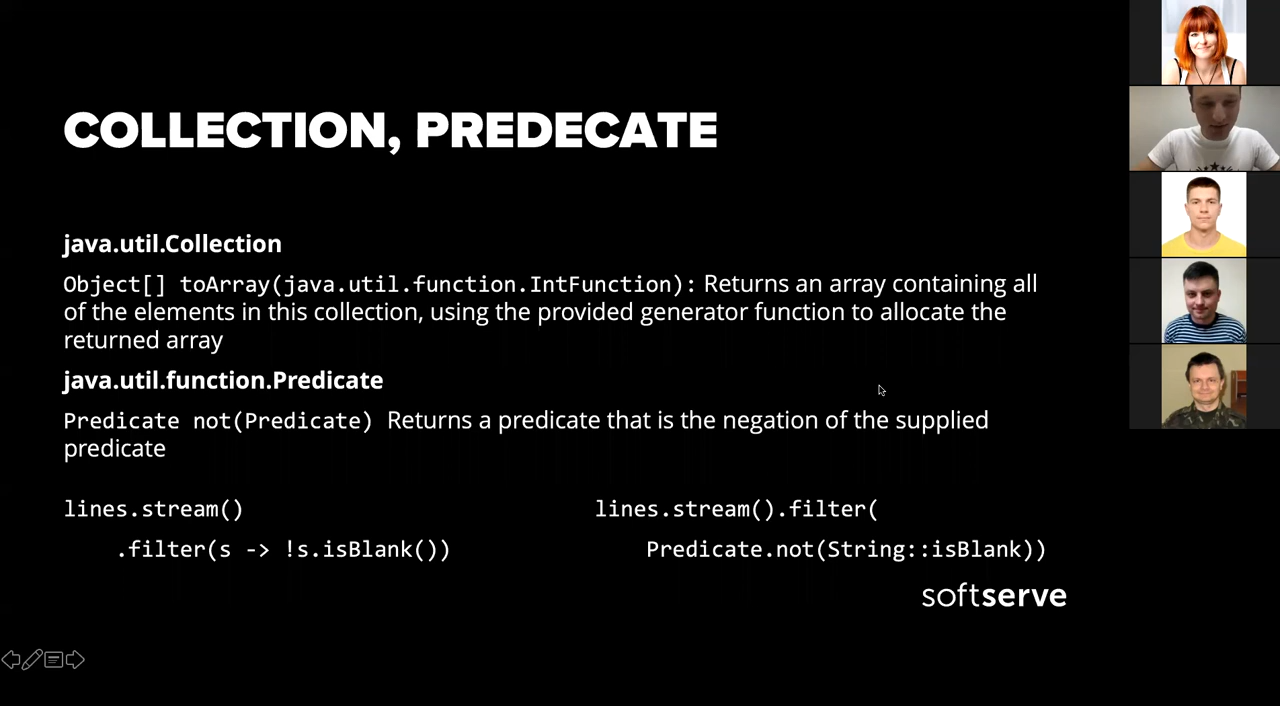 COLLECTION, PREDECATE
java.util.Collection
Object[] toArray(java.util.function.IntFunction): Returns an array containing all
of the elements in this collection, using the provided generator function to allocate the
returned array
java.util.function.Predicate
Predicate not(Predicate) Returns a predicate that is the negation of the supplied
predicate
lines.stream()
.filter(s -> !s.isBlank())
lines.stream().filter(
Predicate.not(String::isBlank))
softserve